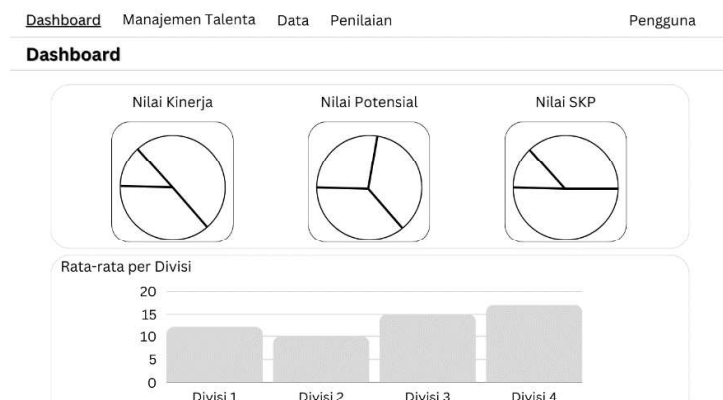 Dashboard Manajemen Talenta Data Penilaian Pengguna
Dashboard
Nilai Kinerja Nilai Potensial Nilai SKP
Rata-rata per Divisi
20
15
10
5
0
Divisi 1 Divisi 2 Divisi 3 Divisi 4